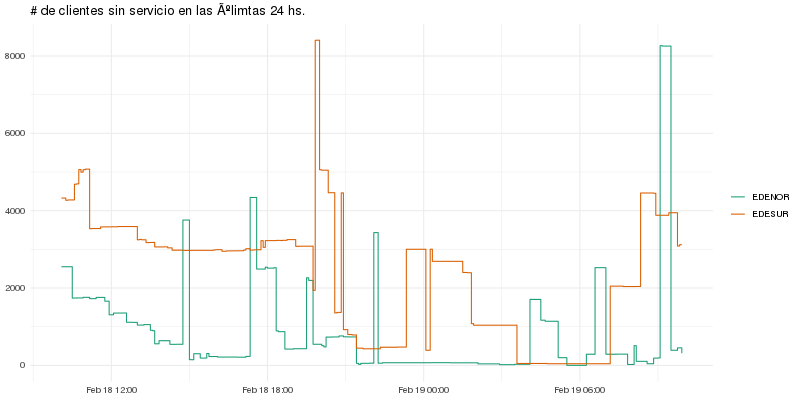 # de clientes sin servicio en las Ãºlimtas 24 hs.
8000
6000
4000
2000
0
Feb 18 12:00
Feb 18 18:00
Feb 19 00:00
Feb 19 06:00
EDENOR
EDESUR